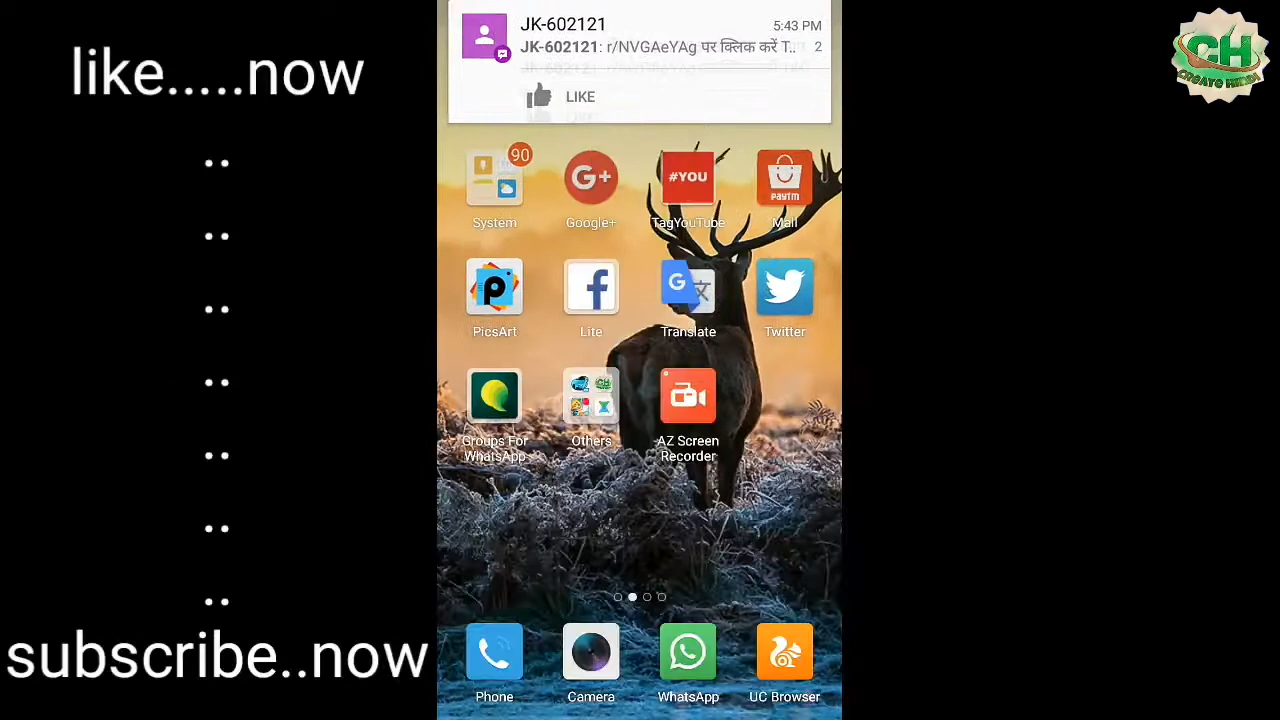 like.....now
..
..
..
..
..
..
..
subscribe..now
JK-602121
5:43 PM
JK-602121: r/NVGAeYAg पर क्लिक करें T.. 2
LIKE
90
G+
#YOU
paytm
System Google+ TagYouTube Mall
Lite Translate Twitter
PicsArt
Groups For
WhatsApp
Others
AZ Screen
Recorder
Phone Camera WhatsApp UC Browser
CH